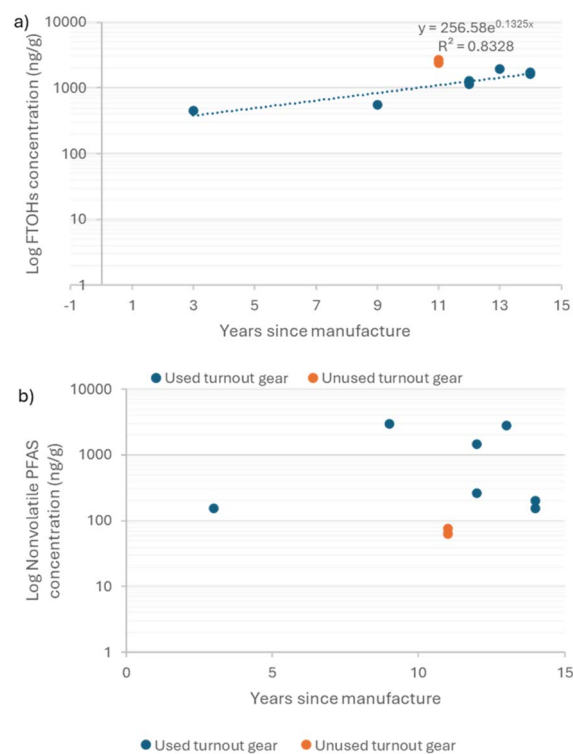 a)
10000
y = 256.58e^0.1325x
R² = 0.8328
1000
100
10
1
Log FTOHs concentration (ng/g)
-1 1 3 5 7 9 11 13 15
Years since manufacture
Used turnout gear Unused turnout gear
b)
10000
1000
100
10
1
Log Nonvolatile PFAS
concentration (ng/g)
0 5 10 15
Years since manufacture
Used turnout gear Unused turnout gear